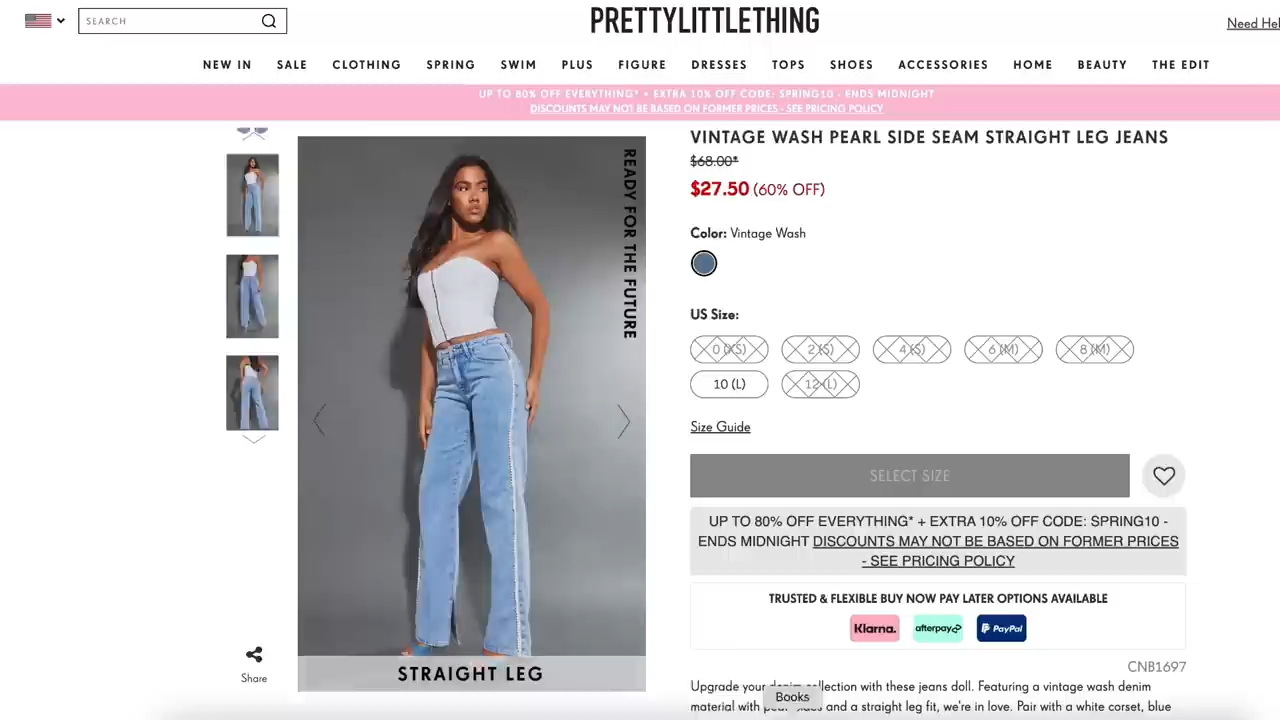 SEARCH
PRETTYLITTLETHING
NEW IN SALE CLOTHING SPRING SWIM PLUS FIGURE DRESSES TOPS SHOES ACCESSORIES HOME BEAUTY THE EDIT
UP TO 80% OFF EVERYTHING* + EXTRA 10% OFF CODE: SPRING10 - ENDS MIDNIGHT
DISCOUNTS MAY NOT BE BASED ON FORMER PRICES - SEE PRICING POLICY
READY FOR THE FUTURE
STRAIGHT LEG
Share
VINTAGE WASH PEARL SIDE SEAM STRAIGHT LEG JEANS
$68.00*
$27.50 (60% OFF)
Color: Vintage Wash
US Size:
0 (XS) 2 (S) 4 (S) 6 (M) 8 (M)
10 (L) 12 (L)
Size Guide
SELECT SIZE
UP TO 80% OFF EVERYTHING* + EXTRA 10% OFF CODE: SPRING10 -
ENDS MIDNIGHT DISCOUNTS MAY NOT BE BASED ON FORMER PRICES
- SEE PRICING POLICY
TRUSTED & FLEXIBLE BUY NOW PAY LATER OPTIONS AVAILABLE
Klarna. afterpay PayPal
CNB1697
Upgrade your denim collection with these jeans doll. Featuring a vintage wash denim
Books
material with and a straight leg fit, we're in love. Pair with a white corset, blue
Need